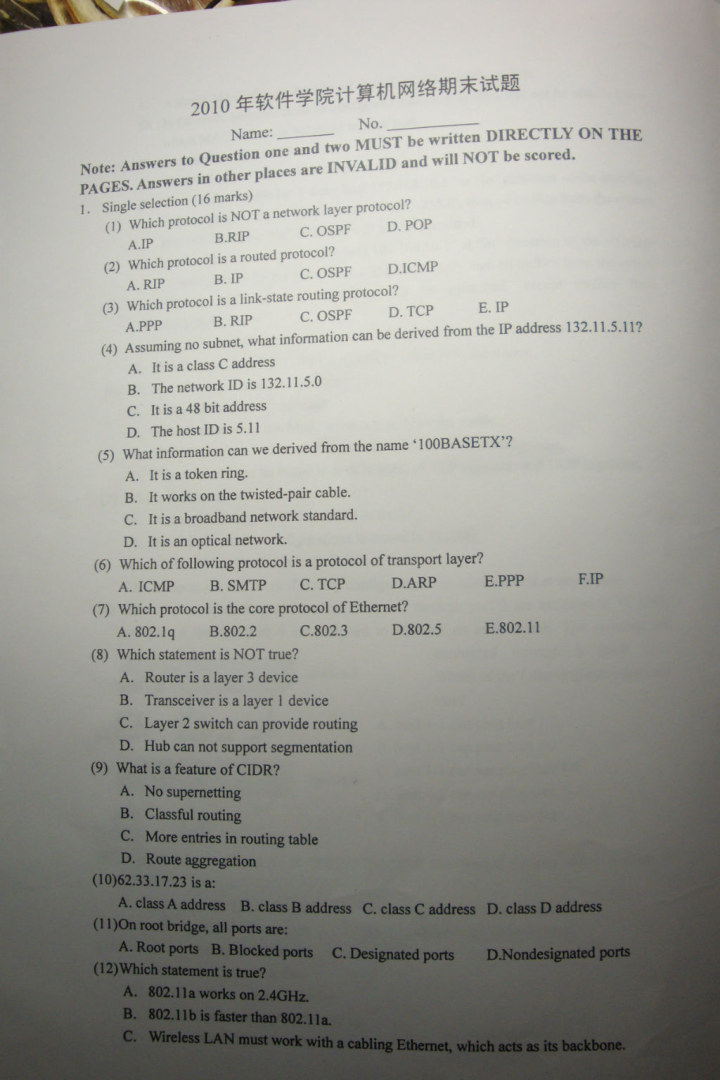 2010 年软件学院计算机网络期末试题
Name: ______ No. ___________
Note: Answers to Question one and two MUST be written DIRECTLY ON THE
PAGES. Answers in other places are INVALID and will NOT be scored.
1. Single selection (16 marks)
(1) Which protocol is NOT a network layer protocol?
A.IP B.RIP C. OSPF D. POP
(2) Which protocol is a routed protocol?
A. RIP B. IP C. OSPF D.ICMP
(3) Which protocol is a link-state routing protocol?
A.PPP B. RIP C. OSPF D. TCP E. IP
(4) Assuming no subnet, what information can be derived from the IP address 132.11.5.11?
A. It is a class C address
B. The network ID is 132.11.5.0
C. It is a 48 bit address
D. The host ID is 5.11
(5) What information can we derived from the name ‘100BASETX’?
A. It is a token ring.
B. It works on the twisted-pair cable.
C. It is a broadband network standard.
D. It is an optical network.
(6) Which of following protocol is a protocol of transport layer?
A. ICMP B. SMTP C. TCP D.ARP E.PPP F.IP
(7) Which protocol is the core protocol of Ethernet?
A. 802.1q B.802.2 C.802.3 D.802.5 E.802.11
(8) Which statement is NOT true?
A. Router is a layer 3 device
B. Transceiver is a layer 1 device
C. Layer 2 switch can provide routing
D. Hub can not support segmentation
(9) What is a feature of CIDR?
A. No supernetting
B. Classful routing
C. More entries in routing table
D. Route aggregation
(10)62.33.17.23 is a:
A. class A address B. class B address C. class C address D. class D address
(11)On root bridge, all ports are:
A. Root ports B. Blocked ports C. Designated ports D.Nondesignated ports
(12)Which statement is true?
A. 802.11a works on 2.4GHz.
B. 802.11b is faster than 802.11a.
C. Wireless LAN must work with a cabling Ethernet, which acts as its backbone.